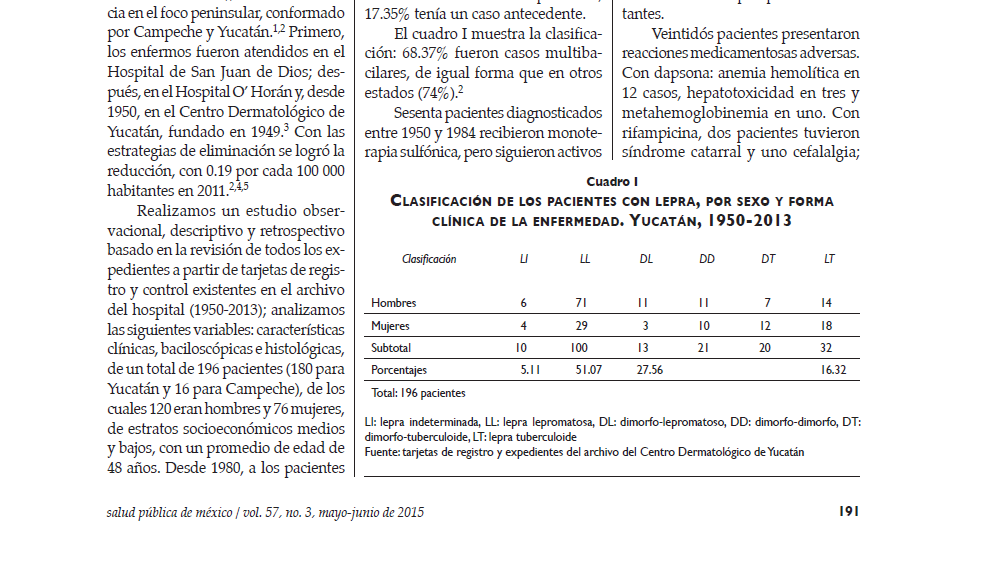 cia en el foco peninsular, conformado
por Campeche y Yucatán.1,2 Primero,
los enfermos fueron atendidos en el
Hospital de San Juan de Dios; des-
pués, en el Hospital O’ Horán y, desde
1950, en el Centro Dermatológico de
Yucatán, fundado en 1949.3 Con las
estrategias de eliminación se logró la
reducción, con 0.19 por cada 100 000
habitantes en 2011.2,4,5
Realizamos un estudio obser-
vacional, descriptivo y retrospectivo
basado en la revisión de todos los ex-
pedientes a partir de tarjetas de regis-
tro y control existentes en el archivo
del hospital (1950-2013); analizamos
las siguientes variables: características
clínicas, baciloscópicas e histológicas,
de un total de 196 pacientes (180 para
Yucatán y 16 para Campeche), de los
cuales 120 eran hombres y 76 mujeres,
de estratos socioeconómicos medios
y bajos, con un promedio de edad de
48 años. Desde 1980, a los pacientes
17.35% tenía un caso antecedente.
El cuadro I muestra la clasifica-
ción: 68.37% fueron casos multiba-
cilares, de igual forma que en otros
estados (74%).2
Sesenta pacientes diagnosticados
entre 1950 y 1984 recibieron monote-
rapia sulfónica, pero siguieron activos
tantes.
Veintidós pacientes presentaron
reacciones medicamentosas adversas.
Con dapsona: anemia hemolítica en
12 casos, hepatotoxicidad en tres y
metahemoglobinemia en uno. Con
rifampicina, dos pacientes tuvieron
síndrome catarral y uno cefalalgia;
Cuadro I
Clasificación de los pacientes con lepra, por sexo y forma
clínica de la enfermedad. Yucatán, 1950-2013
Clasificación LI LL DL DD DT LT
Hombres 6 71 11 11 7 14
Mujeres 4 29 3 10 12 18
Subtotal 10 100 13 21 20 32
Porcentajes 5.11 51.07 27.56 16.32
Total: 196 pacientes
LI: lepra indeterminada, LL: lepra lepromatosa, DL: dimorfo-lepromatoso, DD: dimorfo-dimorfo, DT:
dimorfo-tuberculoide, LT: lepra tuberculoide
Fuente: tarjetas de registro y expedientes del archivo del Centro Dermatológico de Yucatán
salud pública de méxico / vol. 57, no. 3, mayo-junio de 2015
191